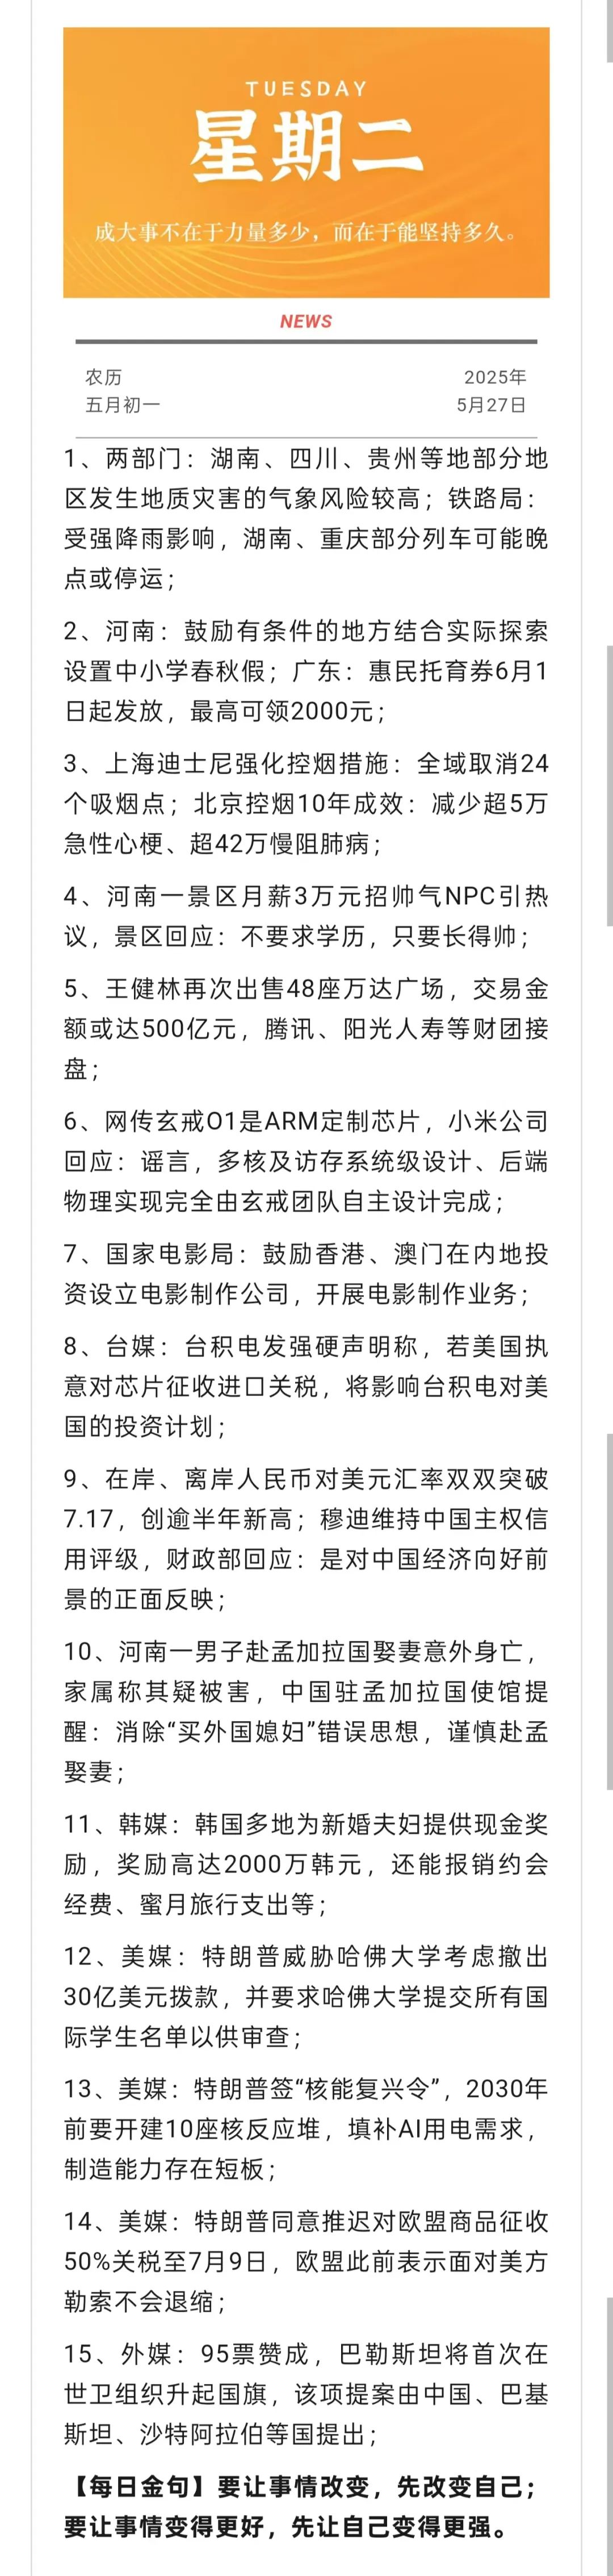 TUESDAY
星期二
成大事不在于力量多少，而在于能坚持多久。
NEWS
农历
五月初一
2025年
5月27日
1、两部门：湖南、四川、贵州等地部分地
区发生地质灾害的气象风险较高；铁路局：
受强降雨影响，湖南、重庆部分列车可能晚
点或停运；
2、河南：鼓励有条件的地方结合实际探索
设置中小学春秋假；广东：惠民托育券6月1
日起发放，最高可领2000元；
3、上海迪士尼强化控烟措施：全域取消24
个吸烟点；北京控烟10年成效：减少超5万
急性心梗、超42万慢阻肺病；
4、河南一景区月薪3万元招帅气NPC引热
议，景区回应：不要求学历，只要长得帅；
5、王健林再次出售48座万达广场，交易金
额或达500亿元，腾讯、阳光人寿等财团接
盘；
6、网传玄戒O1是ARM定制芯片，小米公司
回应：谣言，多核及访存系统级设计、后端
物理实现完全由玄戒团队自主设计完成；
7、国家电影局：鼓励香港、澳门在内地投
资设立电影制作公司，开展电影制作业务；
8、台媒：台积电发强硬声明称，若美国执
意对芯片征收进口关税，将影响台积电对美
国的投资计划；
9、在岸、离岸人民币对美元汇率双双突破
7.17，创逾半年新高；穆迪维持中国主权信
用评级，财政部回应：是对中国经济向好前
景的正面反映；
10、河南一男子赴孟加拉国娶妻意外身亡，
家属称其疑被害，中国驻孟加拉国使馆提
醒：消除“买外国媳妇”错误思想，谨慎赴孟
娶妻；
11、韩媒：韩国多地为新婚夫妇提供现金奖
励，奖励高达2000万韩元，还能报销约会
经费、蜜月旅行支出等；
12、美媒：特朗普威胁哈佛大学考虑撤出
30亿美元拨款，并要求哈佛大学提交所有国
际学生名单以供审查；
13、美媒：特朗普签“核能复兴令”，2030年
前要开建10座核反应堆，填补AI用电需求，
制造能力存在短板；
14、美媒：特朗普同意推迟对欧盟商品征收
50%关税至7月9日，欧盟此前表示面对美方
勒索不会退缩；
15、外媒：95票赞成，巴勒斯坦将首次在
世卫组织升起国旗，该项提案由中国、巴基
斯坦、沙特阿拉伯等国提出；
【每日金句】要让事情改变，先改变自己；
要让事情变得更好，先让自己变得更强。